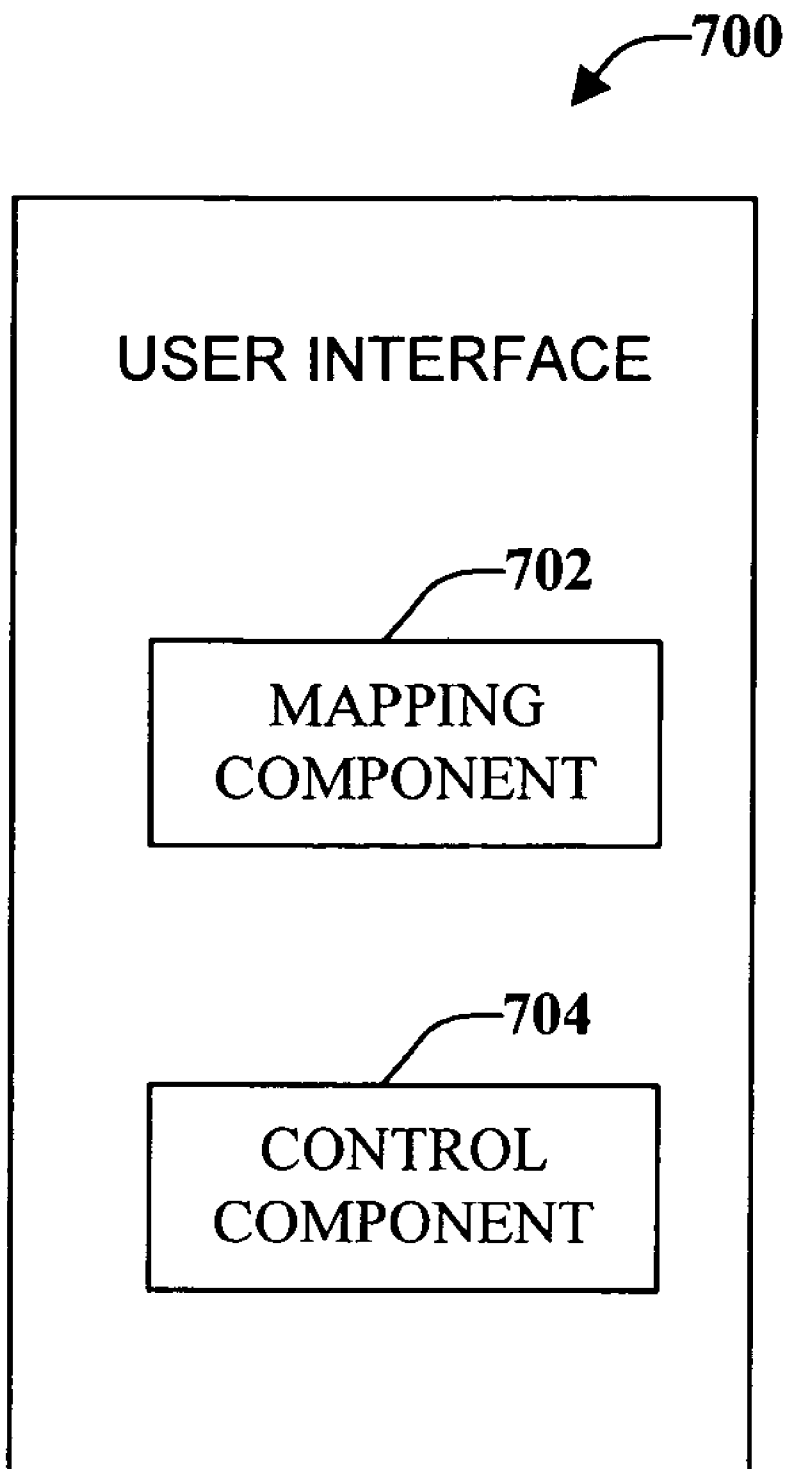 700
USER INTERFACE
702
MAPPING
COMPONENT
704
CONTROL
COMPONENT